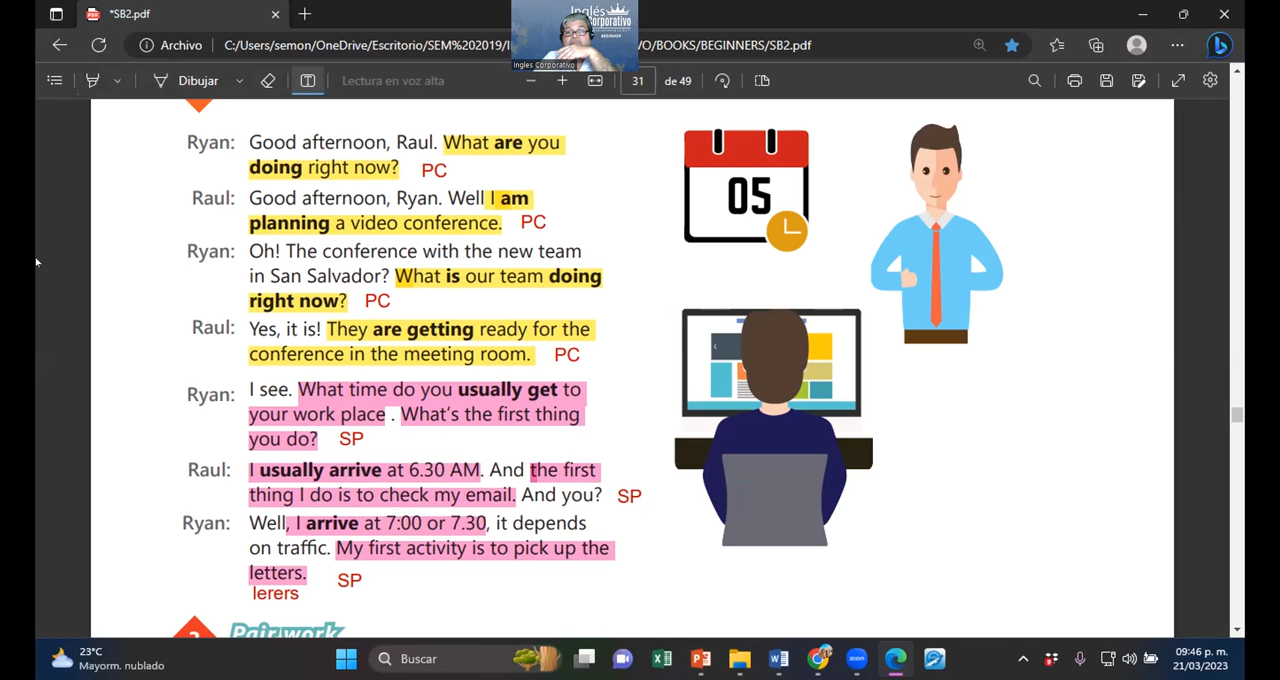 *SB2.pdf
Archivo C:/Users/semon/OneDrive/Escritorio/SEM%202019/I VO/BOOKS/BEGINNERS/SB2.pdf
Inglés
Corporativo
BEGINNER
Ingles Corporativo
Dibujar Lectura en voz alta 31 de 49
Ryan: Good afternoon, Raul. What are you
doing right now? PC
Raul: Good afternoon, Ryan. Well I am
planning a video conference. PC
Ryan: Oh! The conference with the new team
in San Salvador? What is our team doing
right now? PC
Raul: Yes, it is! They are getting ready for the
conference in the meeting room. PC
Ryan: I see. What time do you usually get to
your work place . What's the first thing
you do? SP
Raul: I usually arrive at 6.30 AM. And the first
thing I do is to check my email. And you? SP
Ryan: Well, I arrive at 7:00 or 7.30, it depends
on traffic. My first activity is to pick up the
letters. SP
lerers
05
2 Pair work
23°C
Mayorm. nublado
Buscar
zoom
09:46 p. m.
21/03/2023